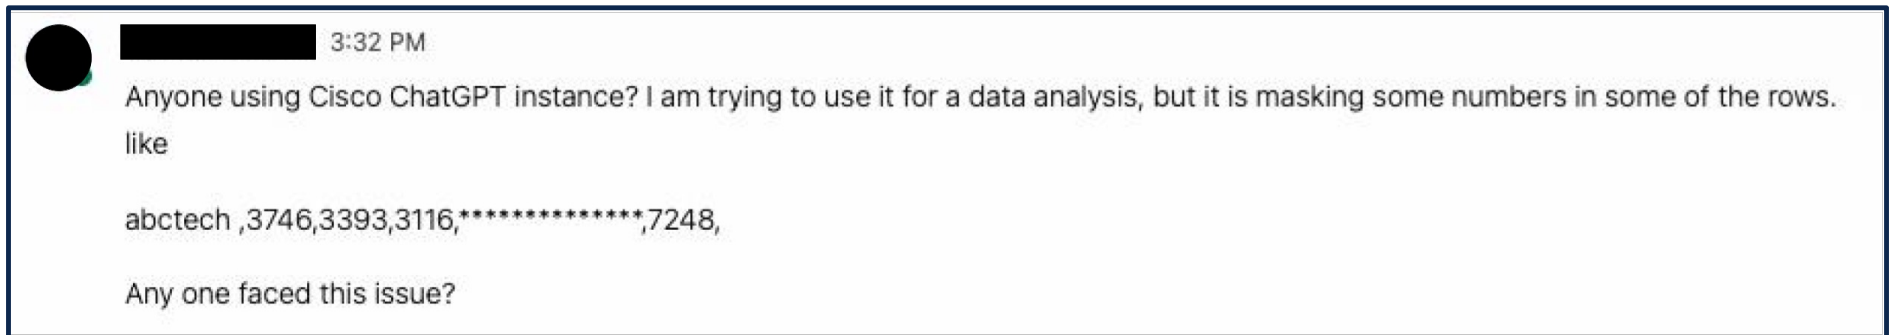 3:32 PM
Anyone using Cisco ChatGPT instance? I am trying to use it for a data analysis, but it is masking some numbers in some of the rows.
like
abctech ,3746,3393,3116,**************,7248,
Any one faced this issue?